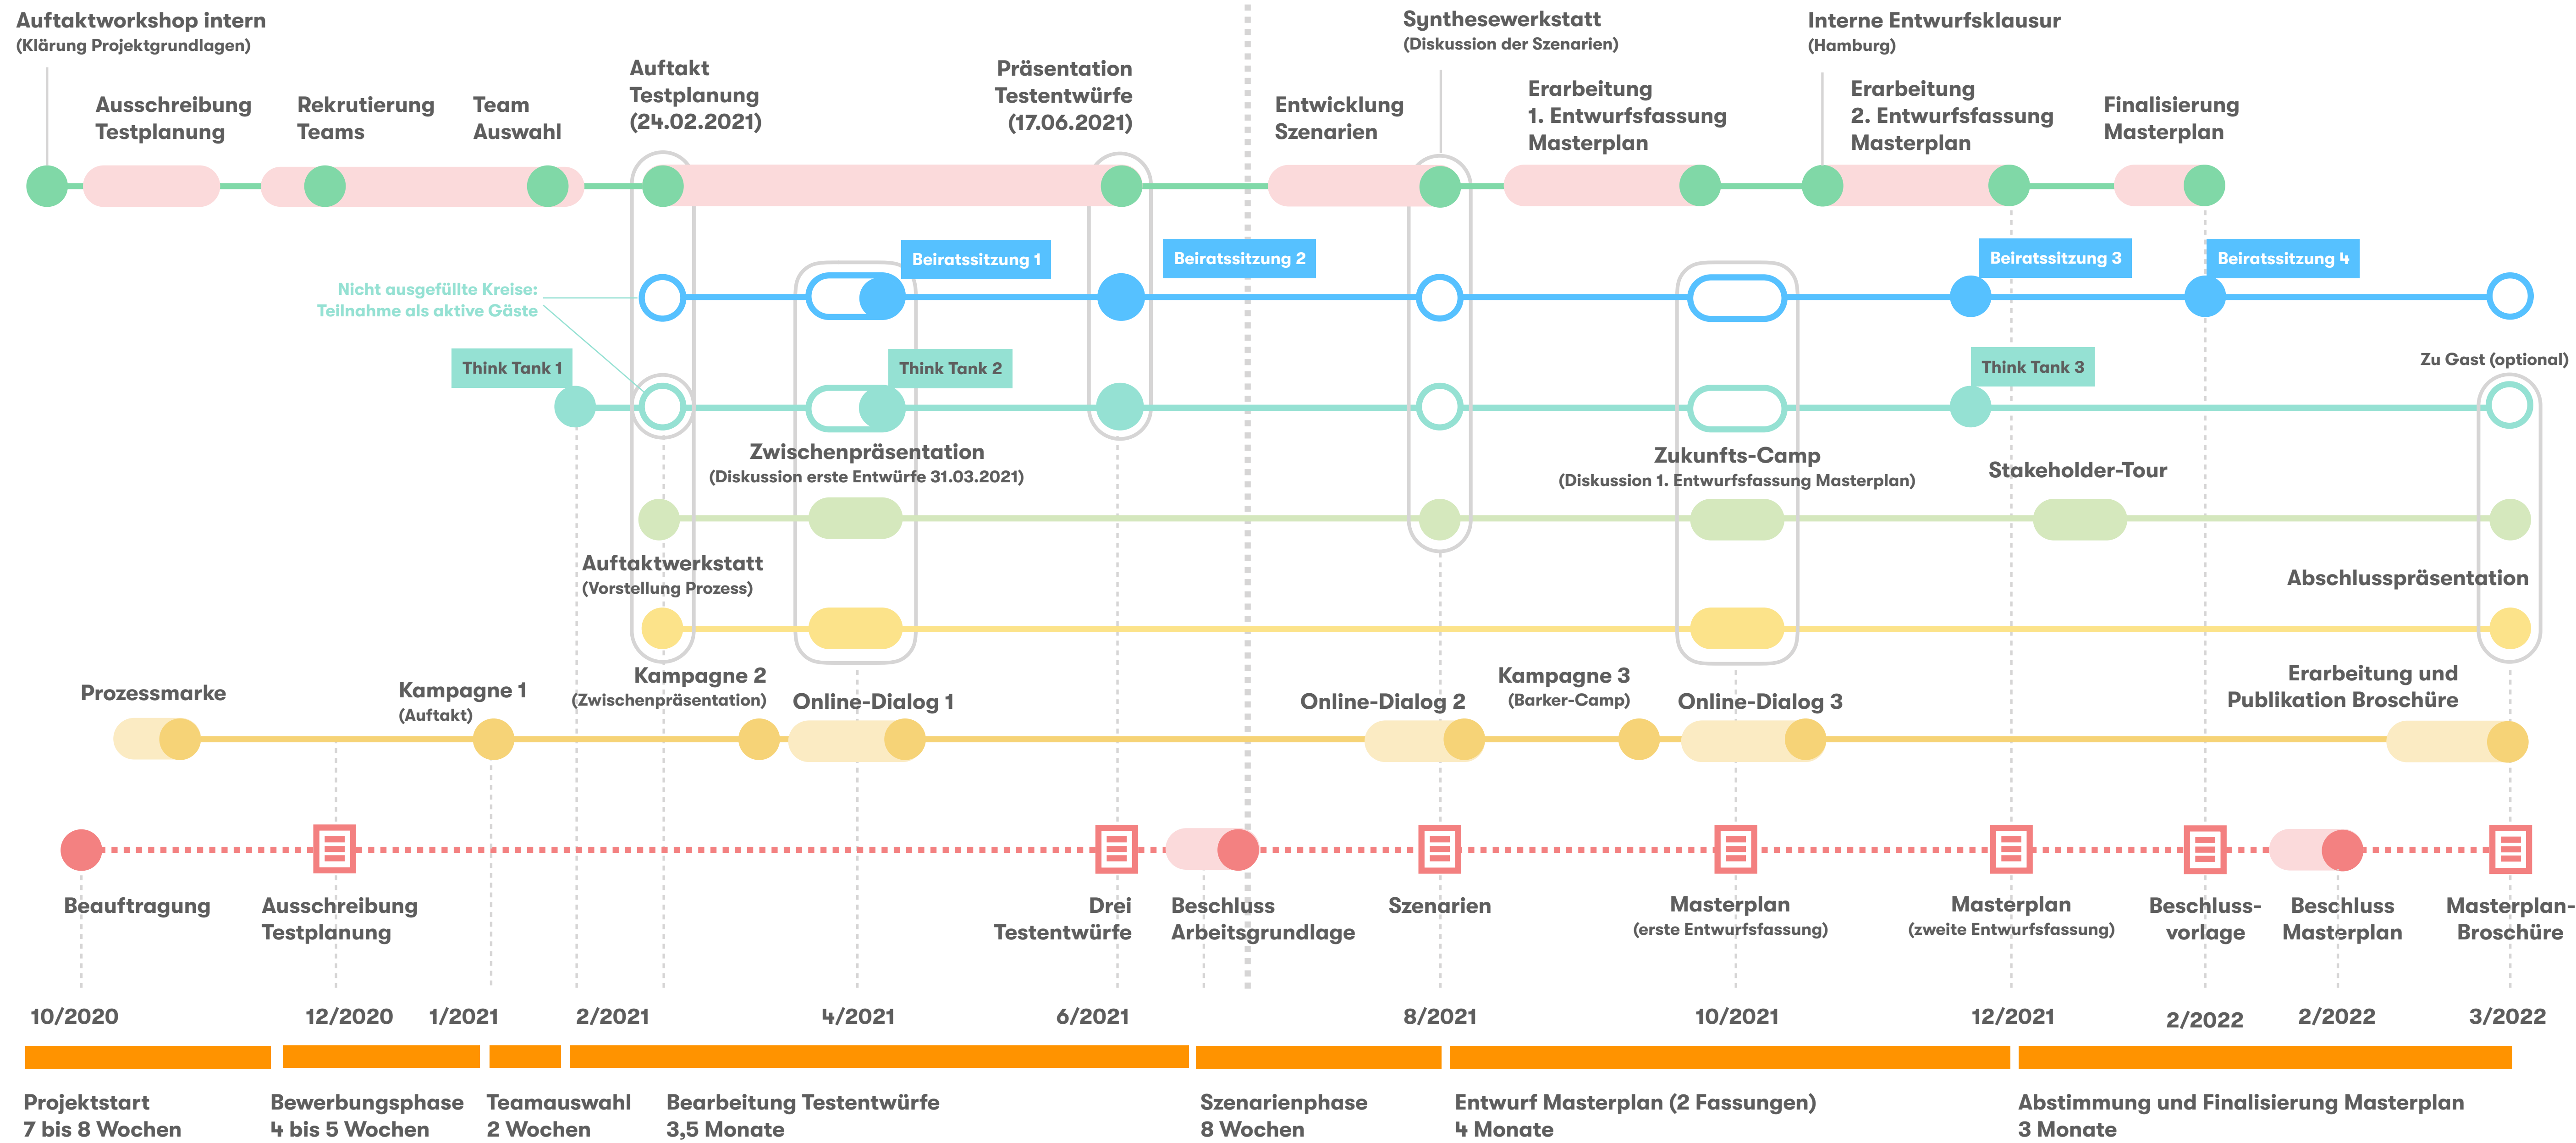 Auftaktworkshop intern
(Klärung Projektgrundlagen)
Synthesewerkstatt
(Diskussion der Szenarien)
Interne Entwurfsklausur
(Hamburg)
Ausschreibung
Testplanung
Rekrutierung
Teams
Team
Auswahl
Auftakt
Testplanung
(24.02.2021)
Präsentation
Testentwürfe
(17.06.2021)
Entwicklung
Szenarien
Erarbeitung
1. Entwurfsfassung
Masterplan
Erarbeitung
2. Entwurfsfassung
Masterplan
Finalisierung
Masterplan
Beiratssitzung 1
Beiratssitzung 2
Beiratssitzung 3
Beiratssitzung 4
Nicht ausgefüllte Kreise:
Teilnahme als aktive Gäste
Think Tank 1
Think Tank 2
Think Tank 3
Zu Gast (optional)
Zwischenpräsentation
(Diskussion erste Entwürfe 31.03.2021)
Zukunfts-Camp
(Diskussion 1. Entwurfsfassung Masterplan)
Stakeholder-Tour
Auftaktwerkstatt
(Vorstellung Prozess)
Abschlusspräsentation
Prozessmarke
Kampagne 1
(Auftakt)
Kampagne 2
(Zwischenpräsentation)
Online-Dialog 1
Online-Dialog 2
Kampagne 3
(Barker-Camp)
Online-Dialog 3
Erarbeitung und
Publikation Broschüre
Beauftragung
Ausschreibung
Testplanung
Drei
Testentwürfe
Beschluss
Arbeitsgrundlage
Szenarien
Masterplan
(erste Entwurfsfassung)
Masterplan
(zweite Entwurfsfassung)
Beschluss-
vorlage
Beschluss
Masterplan
Masterplan-
Broschüre
10/2020
12/2020
1/2021
2/2021
4/2021
6/2021
8/2021
10/2021
12/2021
2/2022
2/2022
3/2022
Projektstart
7 bis 8 Wochen
Bewerbungsphase
4 bis 5 Wochen
Teamauswahl
2 Wochen
Bearbeitung Testentwürfe
3,5 Monate
Szenarienphase
8 Wochen
Entwurf Masterplan (2 Fassungen)
4 Monate
Abstimmung und Finalisierung Masterplan
3 Monate